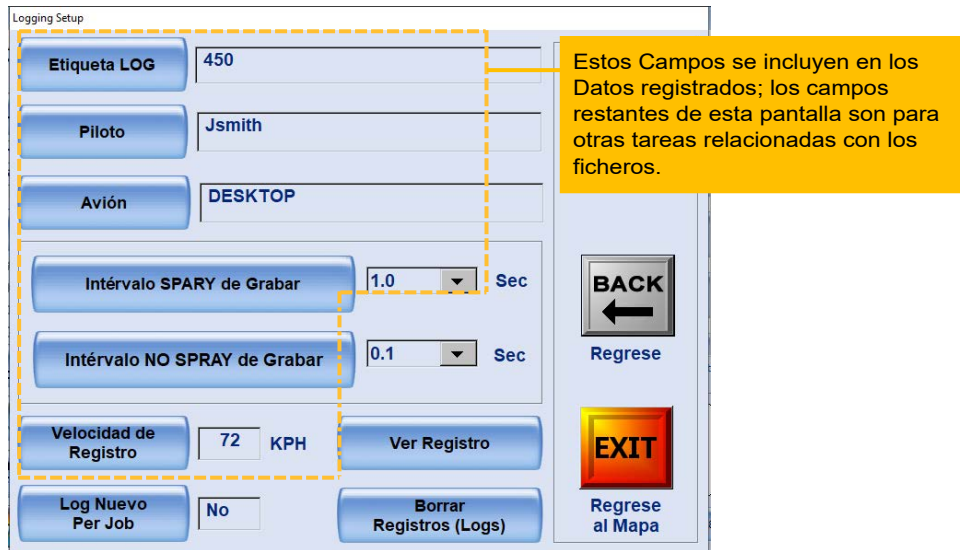 Logging Setup
Etiqueta LOG
450
Estos Campos se incluyen en los
Datos registrados; los campos
restantes de esta pantalla son para
otras tareas relacionadas con los
ficheros.
Piloto
Jsmith
Avión
DESKTOP
Intérvalo SPARY de Grabar
1.0
Sec
BACK
Regrese
Intérvalo NO SPRAY de Grabar
0.1
Sec
Velocidad de
Registro
72
KPH
Ver Registro
EXIT
Regrese
al Mapa
Log Nuevo
Per Job
No
Borrar
Registros (Logs)